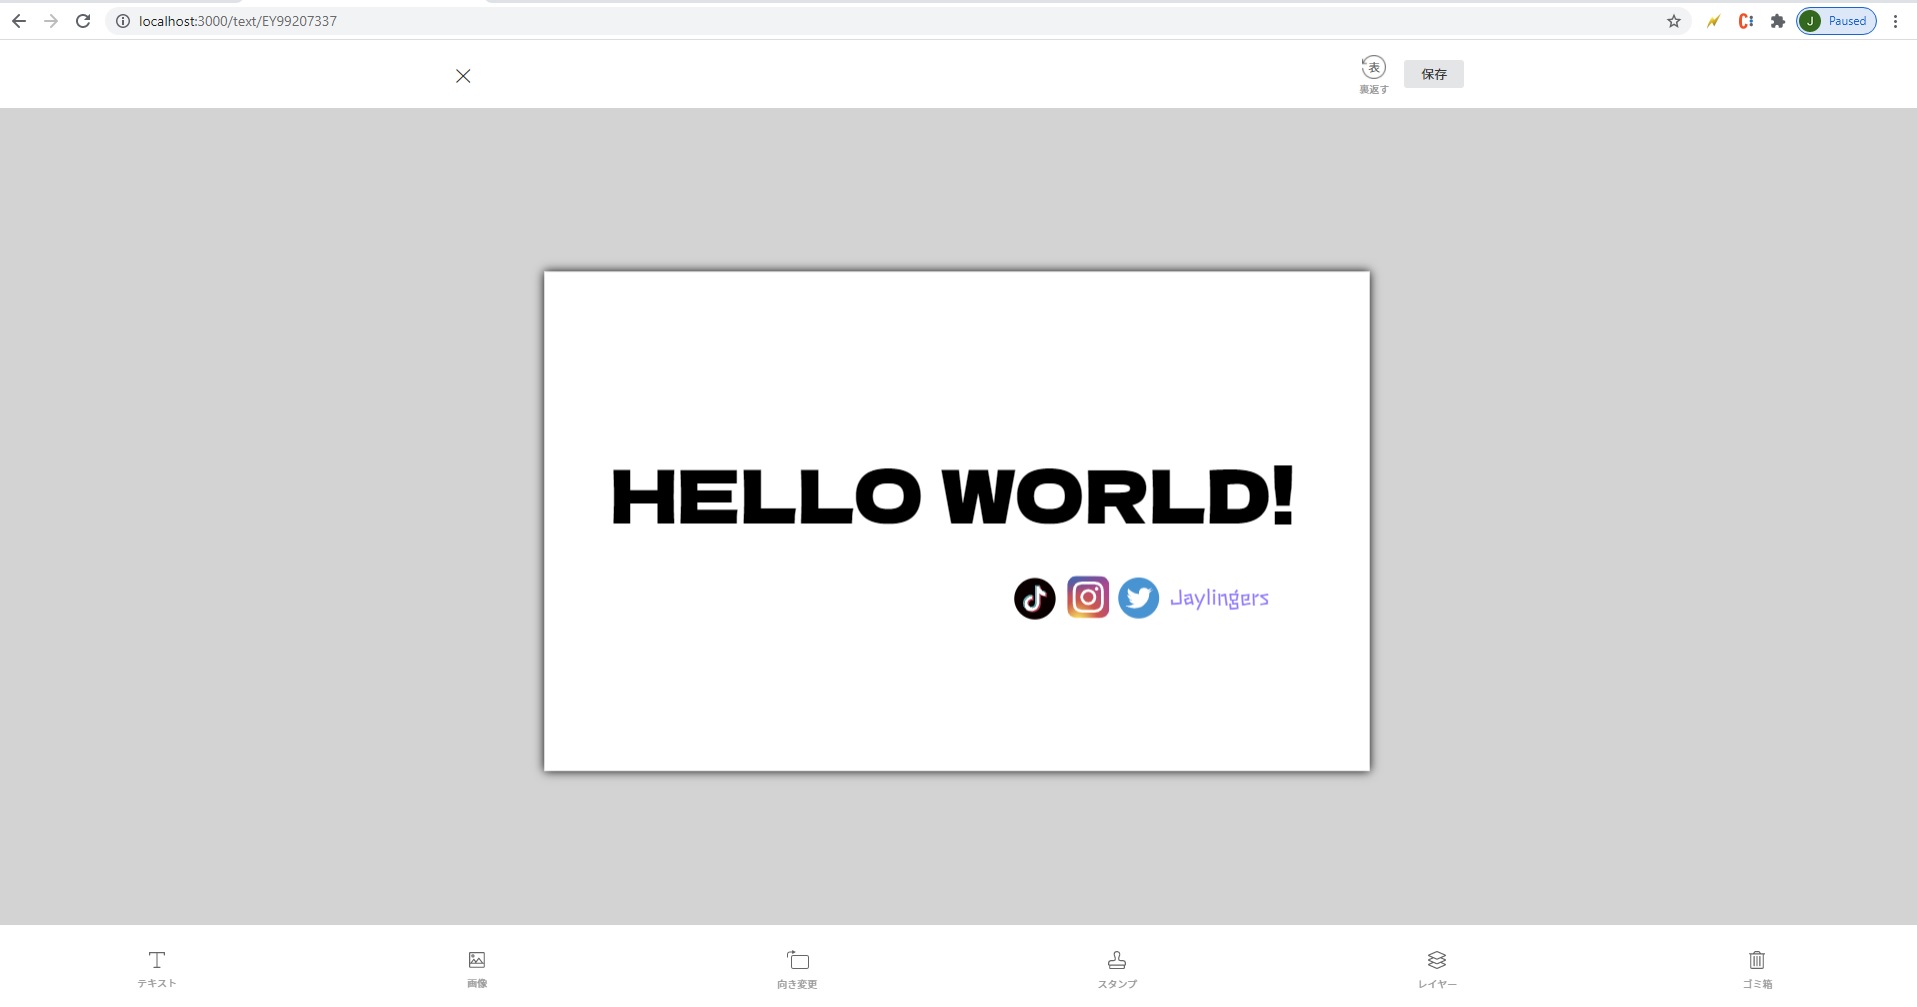 localhost:3000/text/EY99207337
J Paused
表
裏返す
保存
HELLO WORLD!
Jaylingers
テキスト
画像
向き変更
スタンプ
レイヤー
ゴミ箱